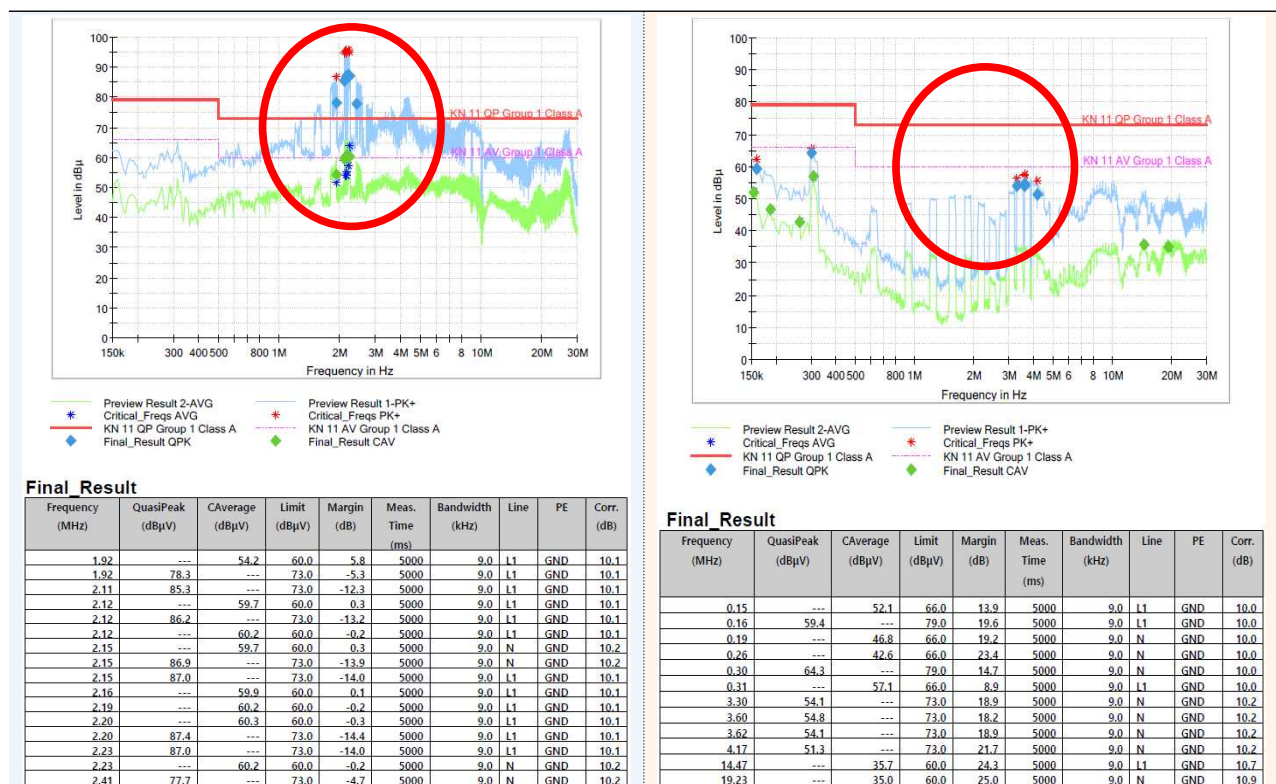 100
90
80
70
60
50
40
30
20
10
0
Level in dBµ
KN 11 QP Group 1 Class A
KN 11 AV Group 1 Class A
150k 300 400 500 800 1M 2M 3M 4M 5M 6 8 10M 20M 30M
Frequency in Hz
Preview Result 2-AVG Preview Result 1-PK+
Critical_Freqs AVG Critical_Freqs PK+
KN 11 QP Group 1 Class A KN 11 AV Group 1 Class A
Final_Result QPK Final_Result CAV
Final_Result
Frequency (MHz) QuasiPeak (dBµV) CAverage (dBµV) Limit (dBµV) Margin (dB) Meas. Time (ms) Bandwidth (kHz) Line PE Corr. (dB)
1.92 --- 54.2 60.0 5.8 5000 9.0 L1 GND 10.1
1.92 78.3 --- 73.0 -5.3 5000 9.0 L1 GND 10.1
2.11 85.3 --- 73.0 -12.3 5000 9.0 L1 GND 10.1
2.12 --- 59.7 60.0 0.3 5000 9.0 L1 GND 10.1
2.12 86.2 --- 73.0 -13.2 5000 9.0 L1 GND 10.1
2.12 --- 60.2 60.0 -0.2 5000 9.0 L1 GND 10.1
2.15 --- 59.7 60.0 0.3 5000 9.0 N GND 10.2
2.15 86.9 --- 73.0 -13.9 5000 9.0 N GND 10.2
2.15 87.0 --- 73.0 -14.0 5000 9.0 L1 GND 10.1
2.16 --- 59.9 60.0 0.1 5000 9.0 L1 GND 10.1
2.19 --- 60.2 60.0 -0.2 5000 9.0 L1 GND 10.1
2.20 --- 60.3 60.0 -0.3 5000 9.0 L1 GND 10.1
2.20 87.4 --- 73.0 -14.4 5000 9.0 L1 GND 10.1
2.23 87.0 --- 73.0 -14.0 5000 9.0 L1 GND 10.1
2.23 --- 60.2 60.0 -0.2 5000 9.0 N GND 10.2
2.41 77.7 --- 73.0 -4.7 5000 9.0 N GND 10.2
100
90
80
70
60
50
40
30
20
10
0
Level in dBµ
KN 11 QP Group 1 Class A
KN 11 AV Group 1 Class A
150k 300 400 500 800 1M 2M 3M 4M 5M 6 8 10M 20M 30M
Frequency in Hz
Preview Result 2-AVG Preview Result 1-PK+
Critical_Freqs AVG Critical_Freqs PK+
KN 11 QP Group 1 Class A KN 11 AV Group 1 Class A
Final_Result QPK Final_Result CAV
Final_Result
Frequency (MHz) QuasiPeak (dBµV) CAverage (dBµV) Limit (dBµV) Margin (dB) Meas. Time (ms) Bandwidth (kHz) Line PE Corr. (dB)
0.15 --- 52.1 66.0 13.9 5000 9.0 L1 GND 10.0
0.16 59.4 --- 79.0 19.6 5000 9.0 L1 GND 10.0
0.19 --- 46.8 66.0 19.2 5000 9.0 N GND 10.0
0.26 --- 42.6 66.0 23.4 5000 9.0 N GND 10.0
0.30 64.3 --- 79.0 14.7 5000 9.0 N GND 10.0
0.31 --- 57.1 66.0 8.9 5000 9.0 L1 GND 10.0
3.30 54.1 --- 73.0 18.9 5000 9.0 N GND 10.2
3.60 54.8 --- 73.0 18.2 5000 9.0 N GND 10.2
3.62 54.1 --- 73.0 18.9 5000 9.0 N GND 10.2
4.17 51.3 --- 73.0 21.7 5000 9.0 N GND 10.2
14.47 --- 35.7 60.0 24.3 5000 9.0 L1 GND 10.7
19.23 --- 35.0 60.0 25.0 5000 9.0 N GND 10.9